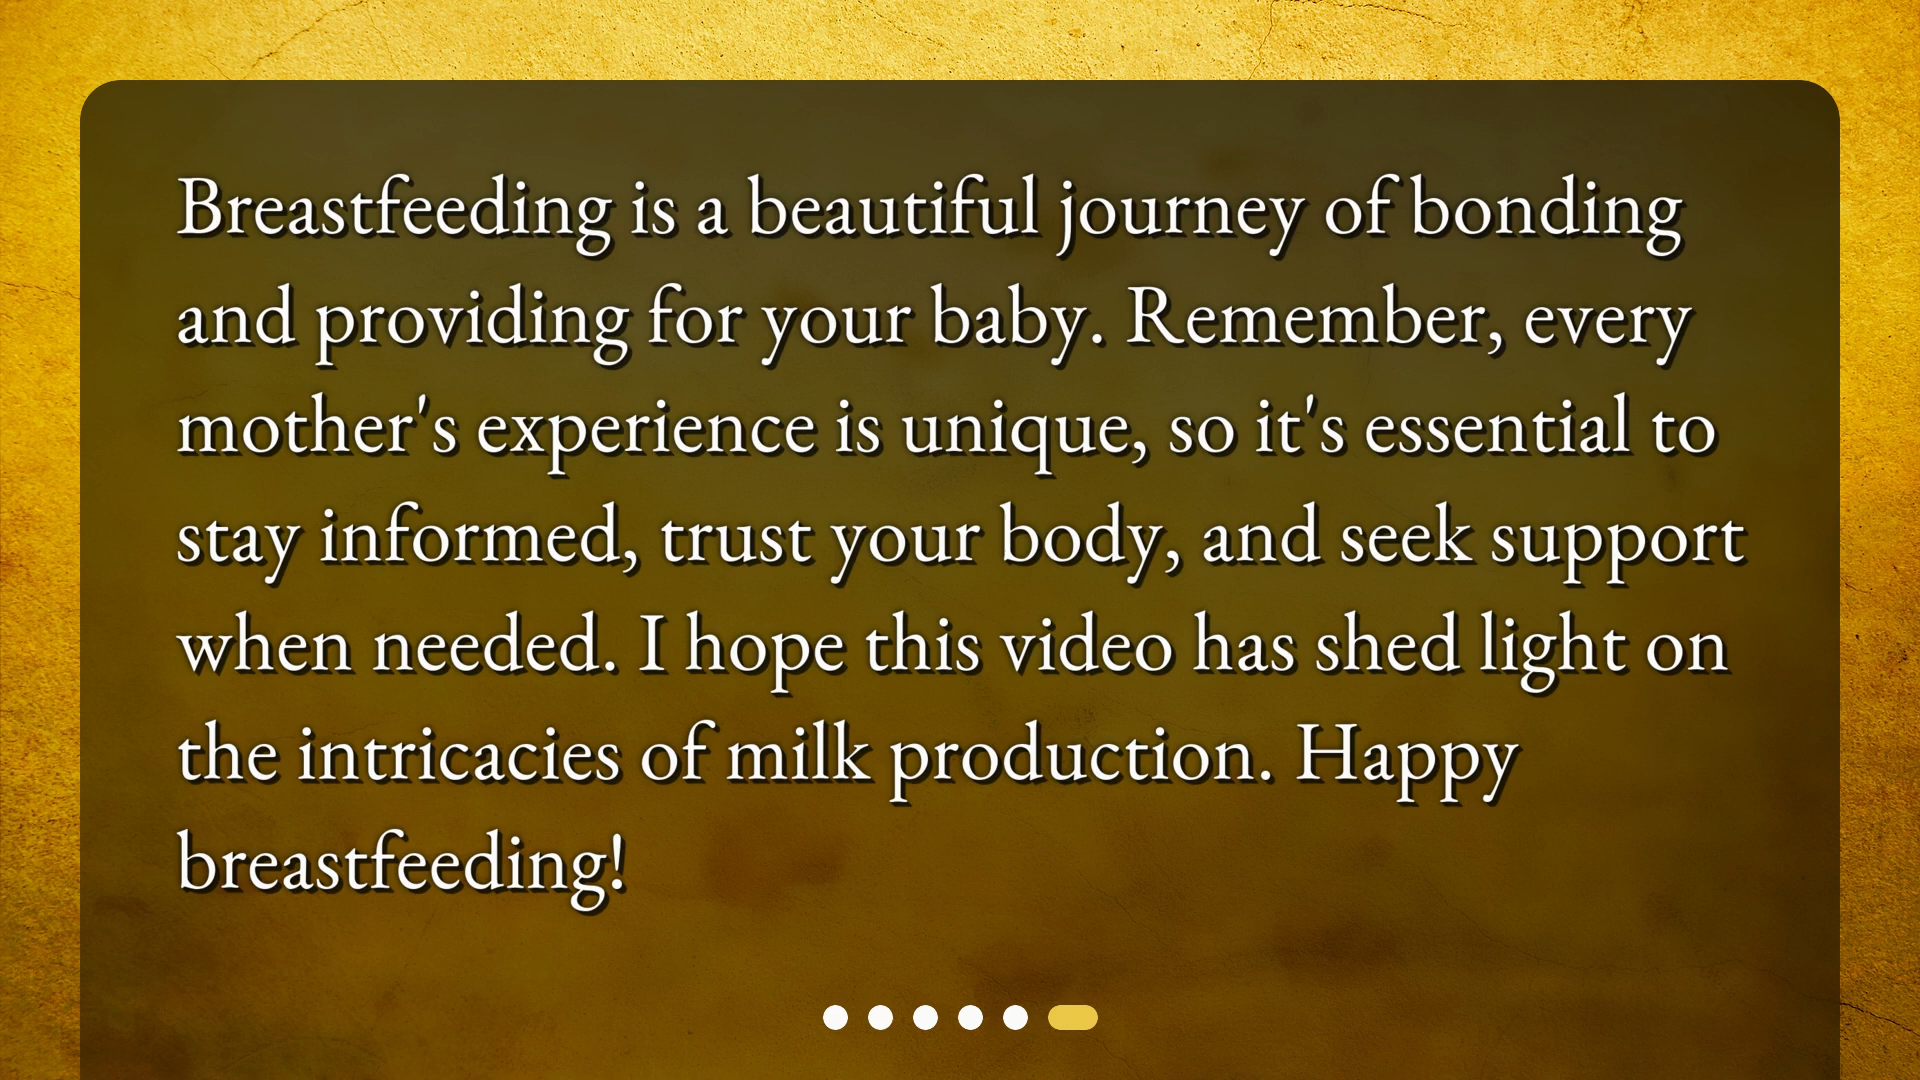 Breastfeeding is a beautiful journey of bonding
and providing for your baby. Remember, every
mother's experience is unique, so it's essential to
stay informed, trust your body, and seek support
when needed. I hope this video has shed light on
the intricacies of milk production. Happy
breastfeeding!